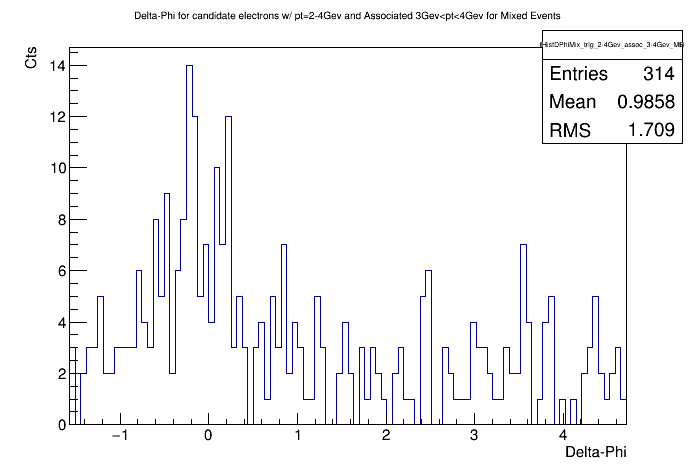 Delta-Phi for candidate electrons w/ pt=2-4Gev and Associated 3Gev<pt<4Gev for Mixed Events
HistDPhiMix_trig_2-4Gev_assoc_3-4Gev_MB
Entries 314
Mean 0.9858
RMS 1.709
Cts
14
12
10
8
6
4
2
0
−1 0 1 2 3 4
Delta-Phi